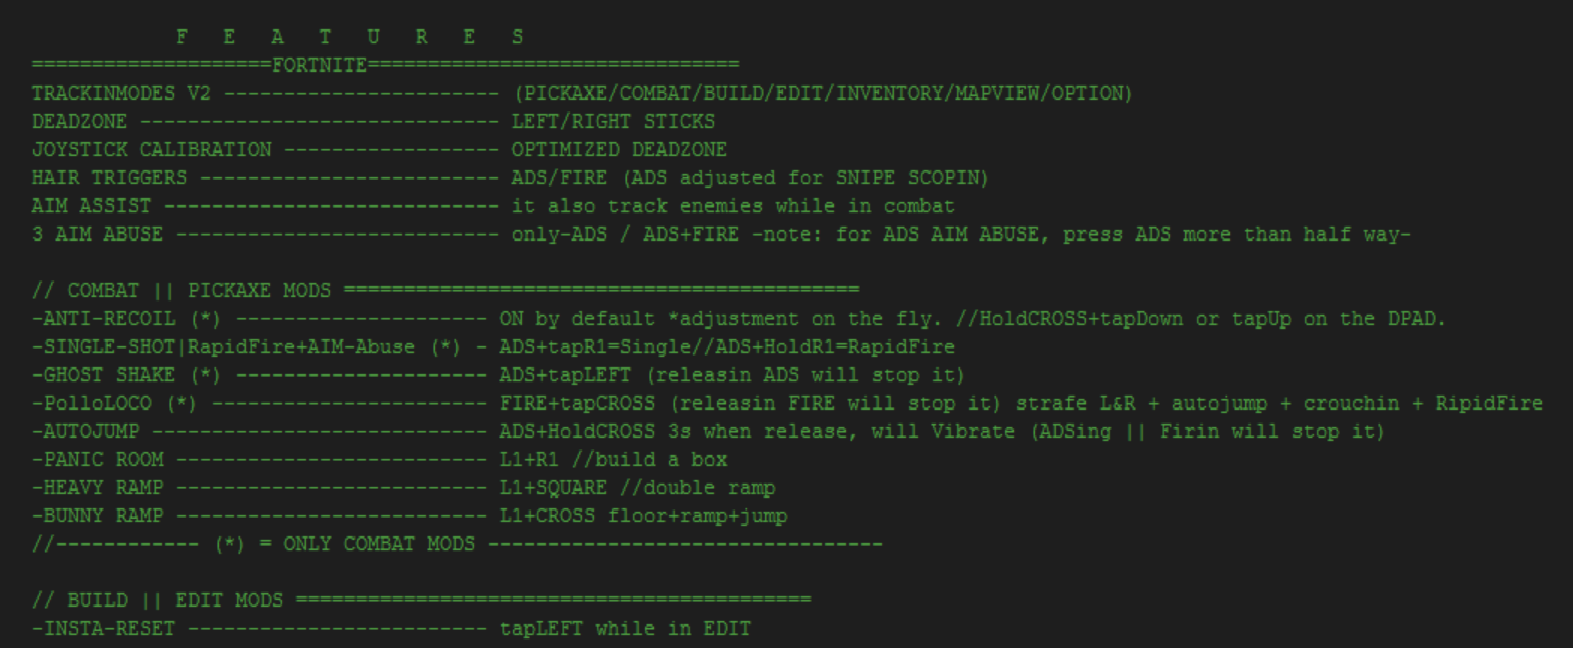 F E A T U R E S
====================FORTNITE===============================
TRACKINMODES V2 ----------------------- (PICKAXE/COMBAT/BUILD/EDIT/INVENTORY/MAPVIEW/OPTION)
DEADZONE ------------------------------ LEFT/RIGHT STICKS
JOYSTICK CALIBRATION ------------------ OPTIMIZED DEADZONE
HAIR TRIGGERS ------------------------- ADS/FIRE (ADS adjusted for SNIPE SCOPIN)
AIM ASSIST ---------------------------- it also track enemies while in combat
3 AIM ABUSE --------------------------- only-ADS / ADS+FIRE -note: for ADS AIM ABUSE, press ADS more than half way-
// COMBAT || PICKAXE MODS ===========================================
-ANTI-RECOIL (*) --------------------- ON by default *adjustment on the fly. //HoldCROSS+tapDown or tapUp on the DPAD.
-SINGLE-SHOT|RapidFire+AIM-Abuse (*) - ADS+tapR1=Single//ADS+HoldR1=RapidFire
-GHOST SHAKE (*) --------------------- ADS+tapLEFT (releasin ADS will stop it)
-PolloLOCO (*) ----------------------- FIRE+tapCROSS (releasin FIRE will stop it) strafe L&R + autojump + crouchin + RipidFire
-AUTOJUMP ---------------------------- ADS+HoldCROSS 3s when release, will Vibrate (ADSing || Firin will stop it)
-PANIC ROOM -------------------------- L1+R1 //build a box
-HEAVY RAMP -------------------------- L1+SQUARE //double ramp
-BUNNY RAMP -------------------------- L1+CROSS floor+ramp+jump
//------------ (*) = ONLY COMBAT MODS ---------------------------------
// BUILD || EDIT MODS ===========================================
-INSTA-RESET ------------------------- tapLEFT while in EDIT